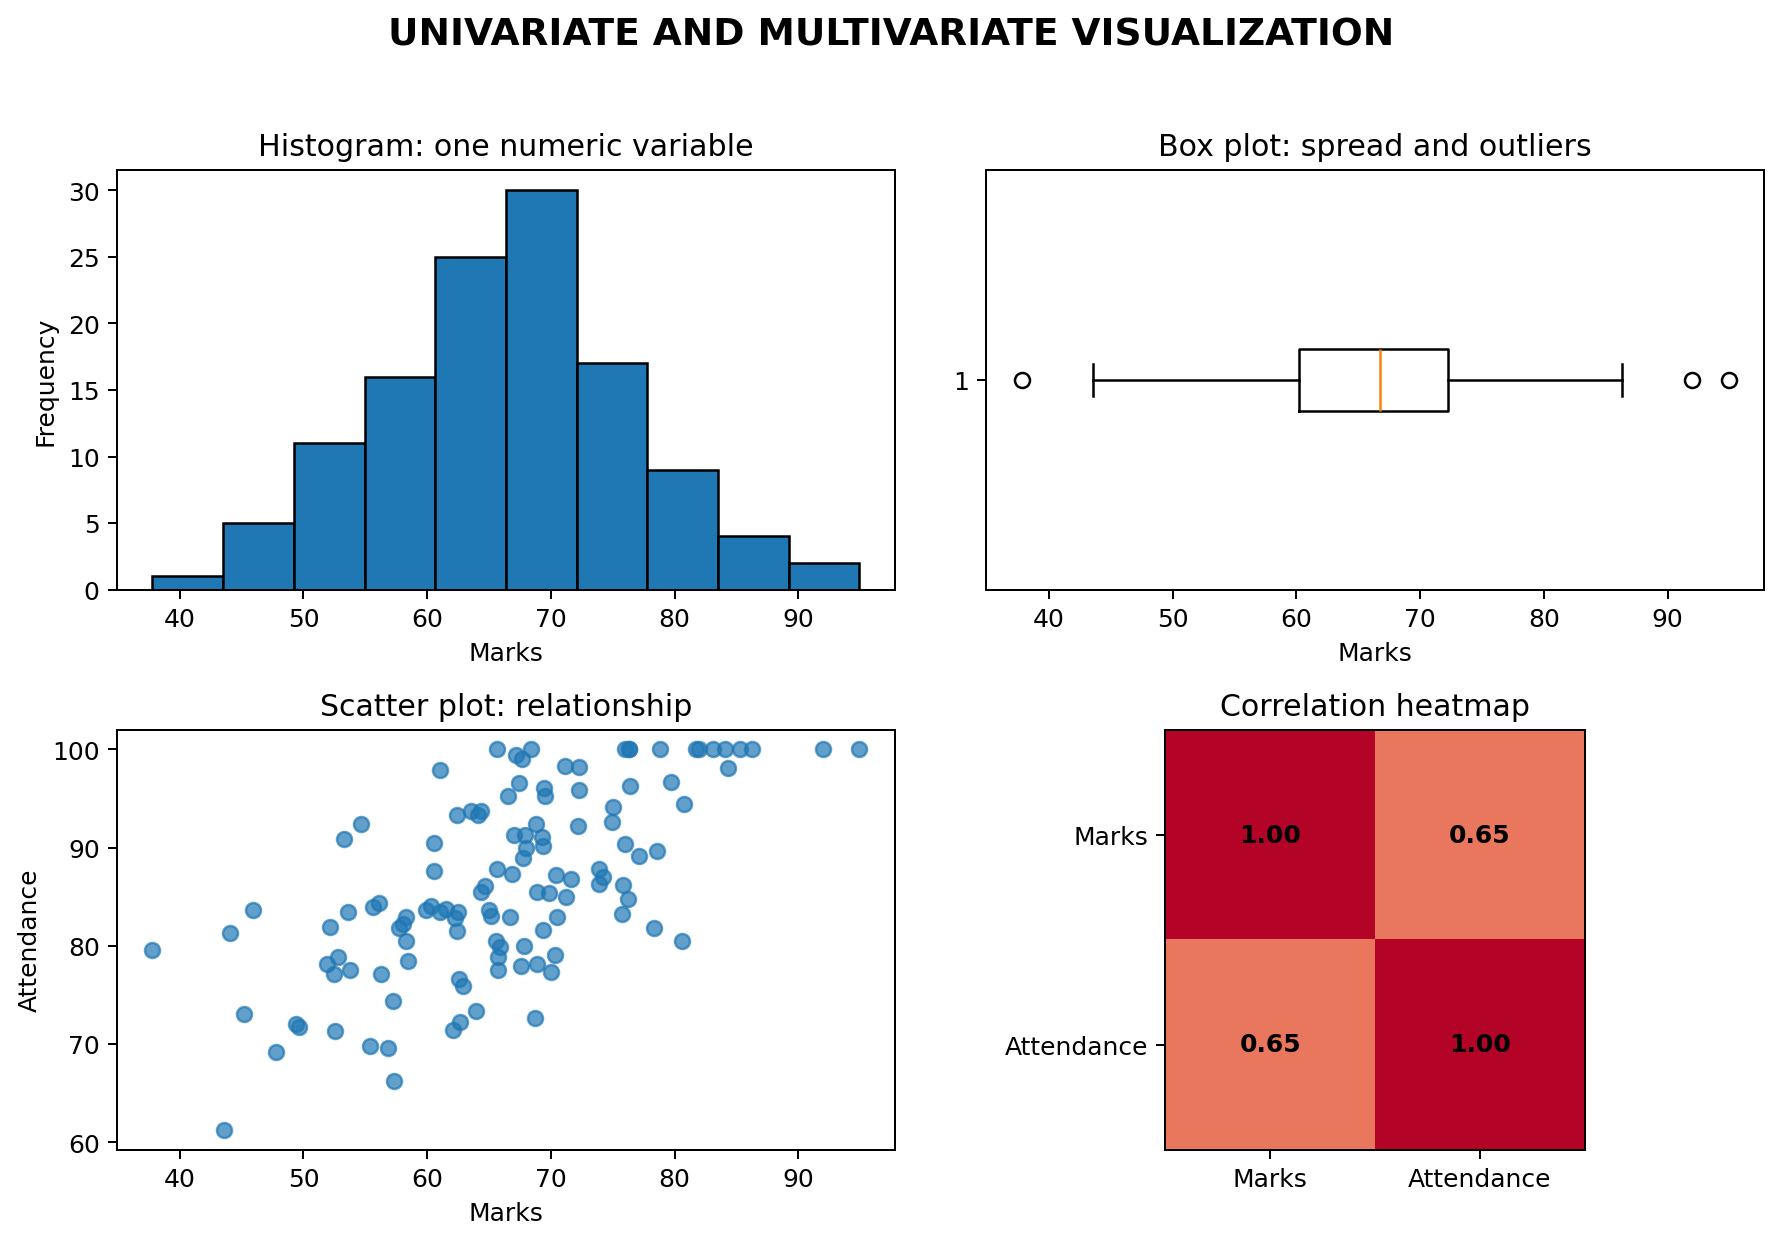 UNIVARIATE AND MULTIVARIATE VISUALIZATION
Histogram: one numeric variable
30
25
20
15
10
5
0
Frequency
40 50 60 70 80 90
Marks
Box plot: spread and outliers
1
40 50 60 70 80 90
Marks
Scatter plot: relationship
100
90
80
70
60
Attendance
40 50 60 70 80 90
Marks
Correlation heatmap
Marks 1.00 0.65
Attendance 0.65 1.00
Marks Attendance